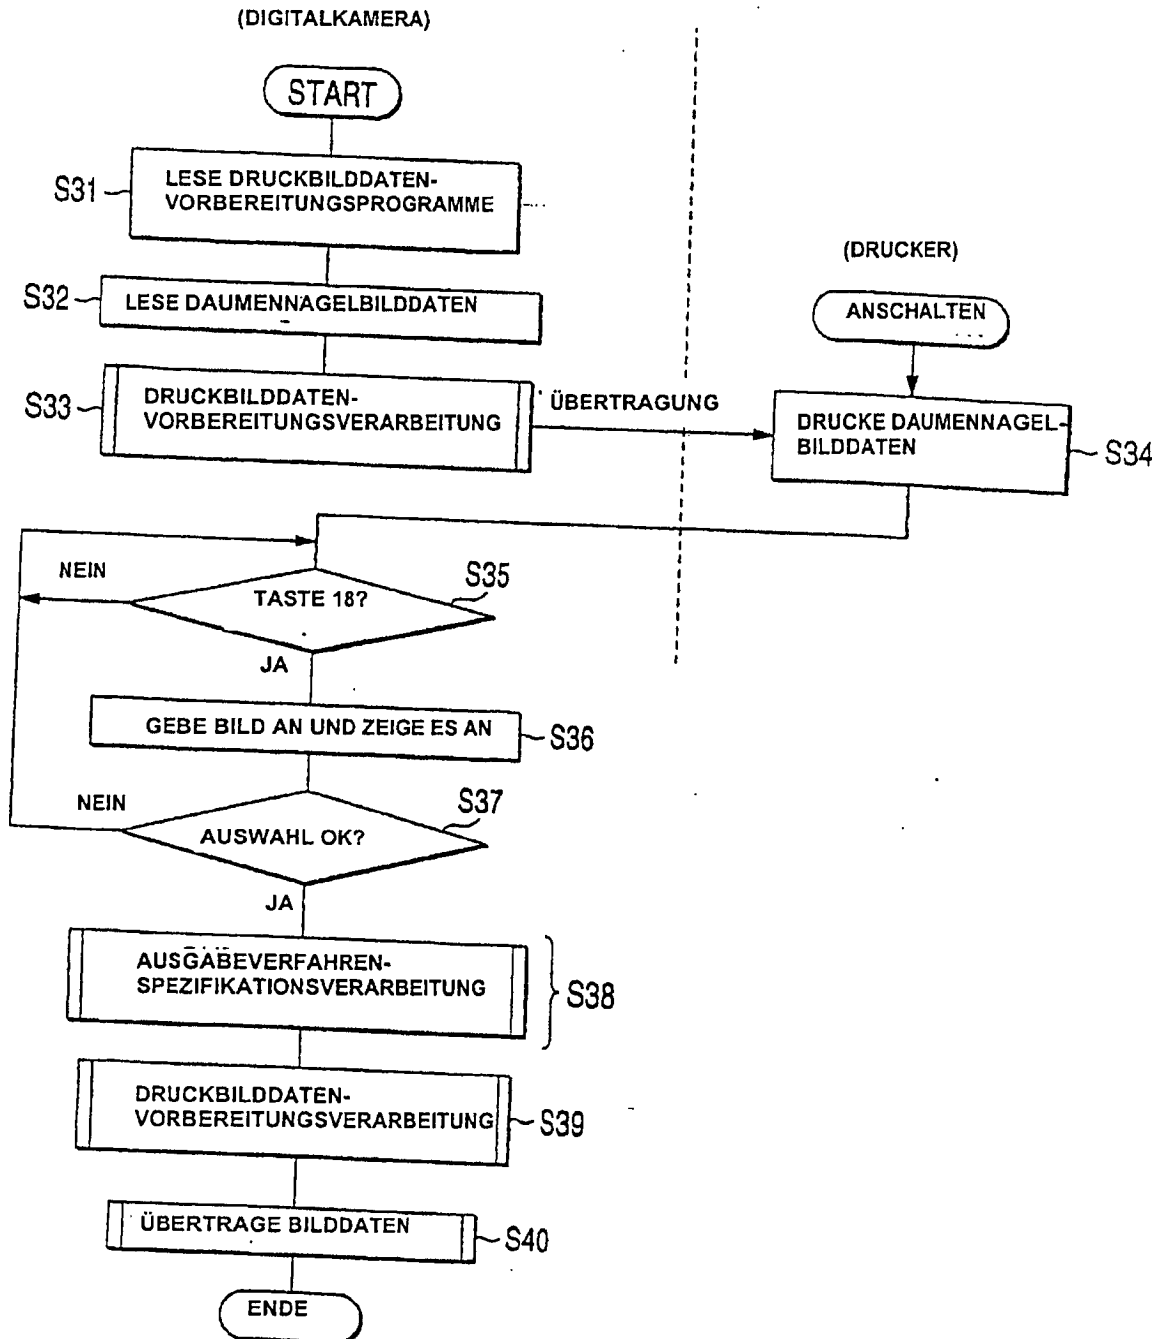 (DIGITALKAMERA)
START
S31
LESE DRUCKBILDDATEN-
VORBEREITUNGSPROGRAMME
(DRUCKER)
S32
LESE DAUMENNAGELBILDDATEN
ANSCHALTEN
S33
DRUCKBILDDATEN-
VORBEREITUNGSVERARBEITUNG
ÜBERTRAGUNG
DRUCKE DAUMENNAGEL-
BILDDATEN
S34
NEIN
S35
TASTE 18?
JA
GEBE BILD AN UND ZEIGE ES AN
S36
NEIN
S37
AUSWAHL OK?
JA
AUSGABEVERFAHREN-
SPEZIFIKATIONSVERARBEITUNG
S38
DRUCKBILDDATEN-
VORBEREITUNGSVERARBEITUNG
S39
ÜBERTRAGE BILDDATEN
S40
ENDE